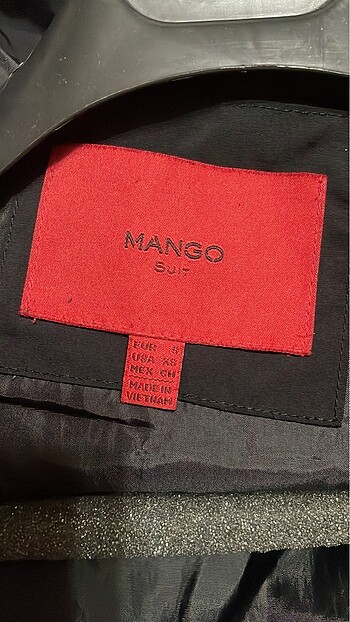 MANGO
SUIT
EUR S
USA XS
MEX CH
MADE IN
VIETNAM